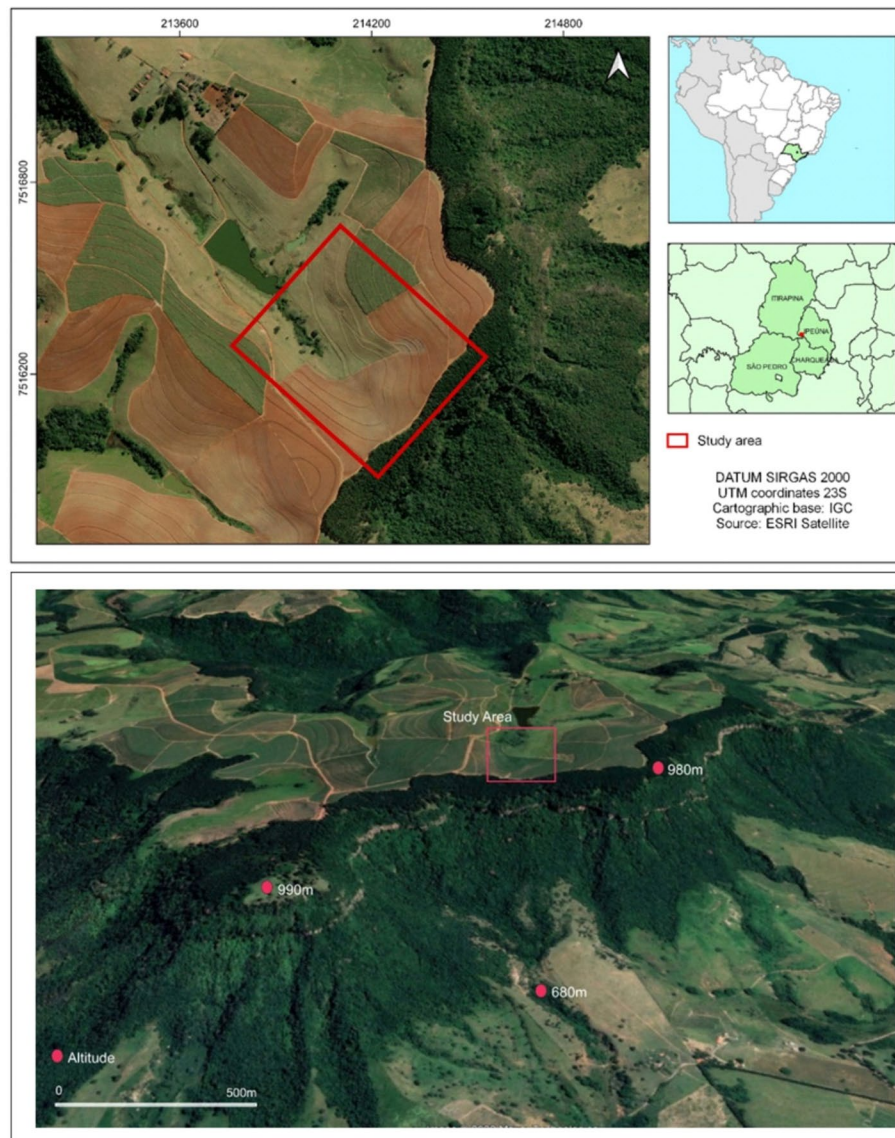 213600 214200 214800
7516800
7516200
ITIRAPINA
IPEÚNA
CHARQUEADA
SÃO PEDRO
Study area
DATUM SIRGAS 2000
UTM coordinates 23S
Cartographic base: IGC
Source: ESRI Satellite
Study Area
980m
990m
680m
Altitude
0 500m